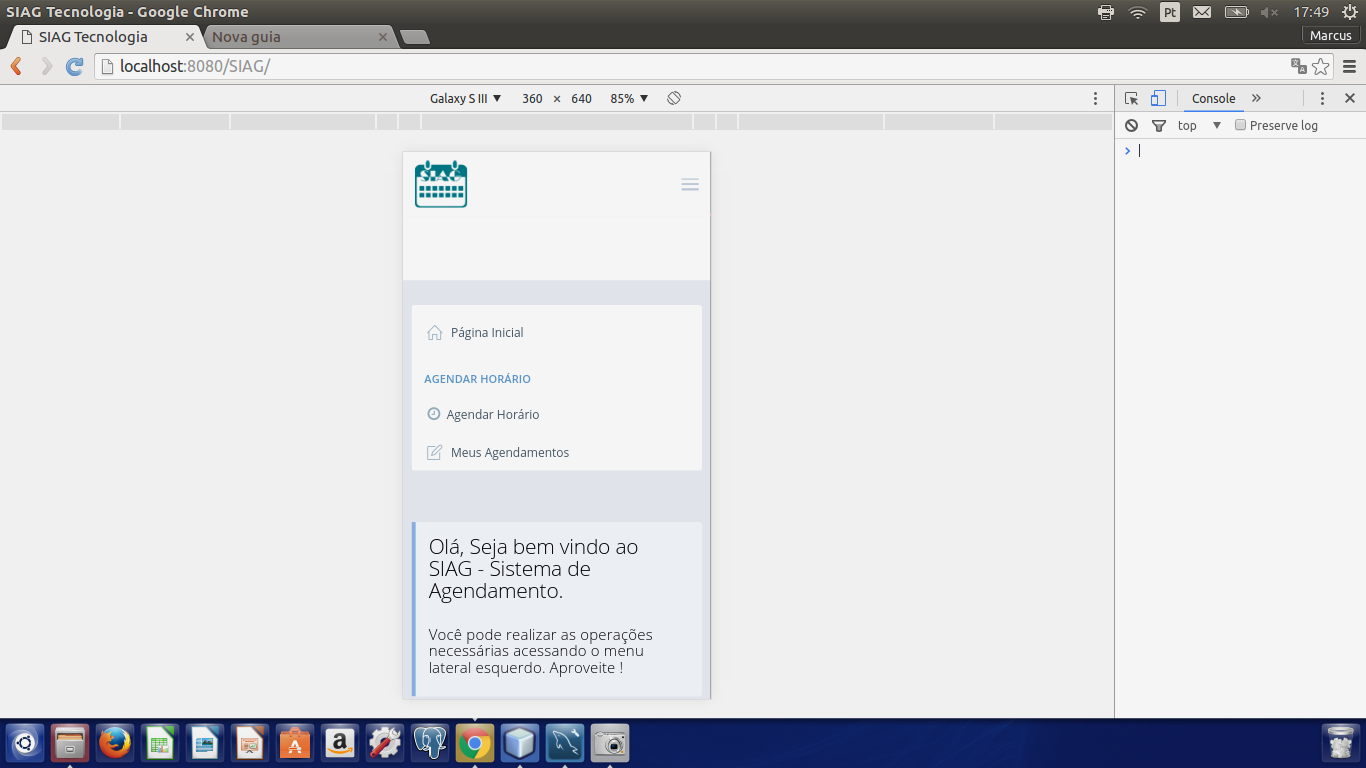 SIAG Tecnologia - Google Chrome
Pt
17:49
SIAG Tecnologia
Nova guia
Marcus
localhost:8080/SIAG/
Galaxy S III ▼ 360 × 640 85% ▼
Console
top ▼ Preserve log
SIAG
Página Inicial
AGENDAR HORÁRIO
Agendar Horário
Meus Agendamentos
Olá, Seja bem vindo ao
SIAG - Sistema de
Agendamento.
Você pode realizar as operações
necessárias acessando o menu
lateral esquerdo. Aproveite !